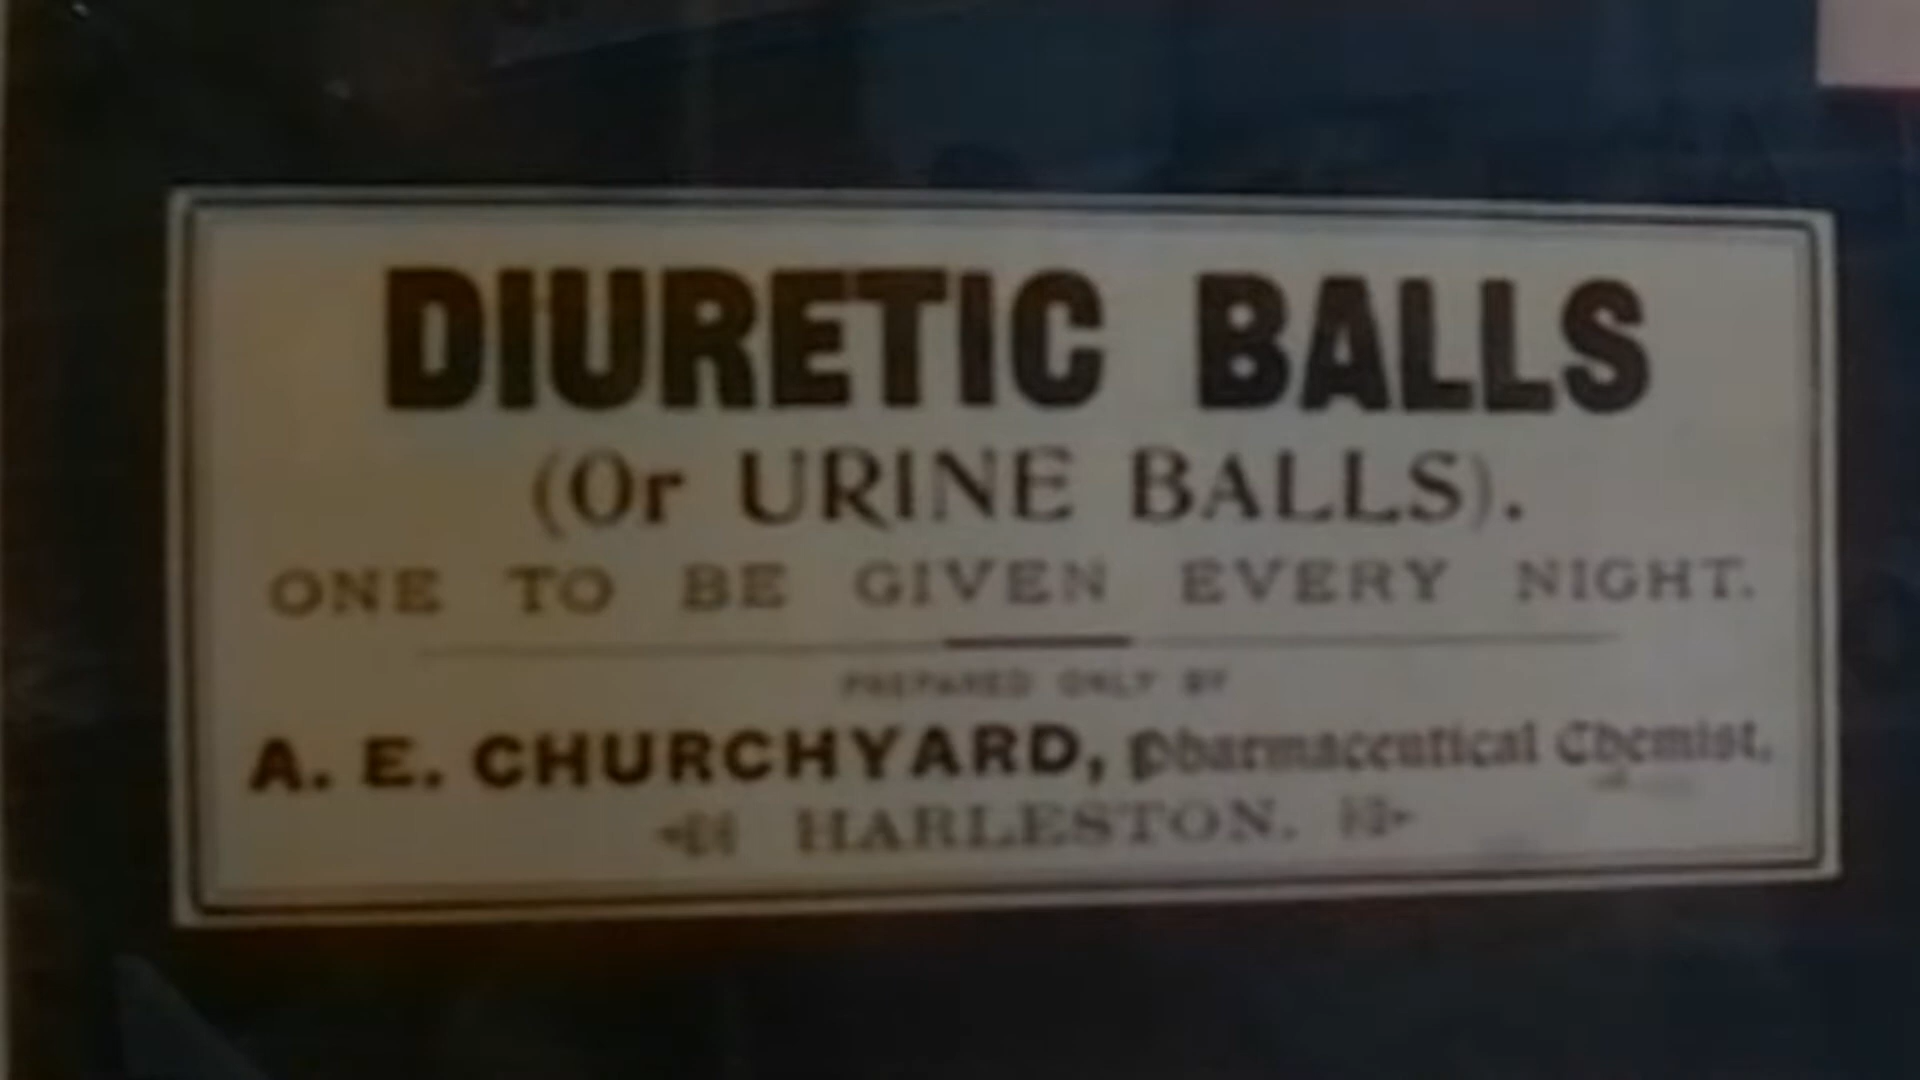 DIURETIC BALLS
(Or URINE BALLS).
ONE TO BE GIVEN EVERY NIGHT.
PREPARED ONLY BY
A. E. CHURCHYARD, Pharmaceutical Chemist,
HARLESTON.